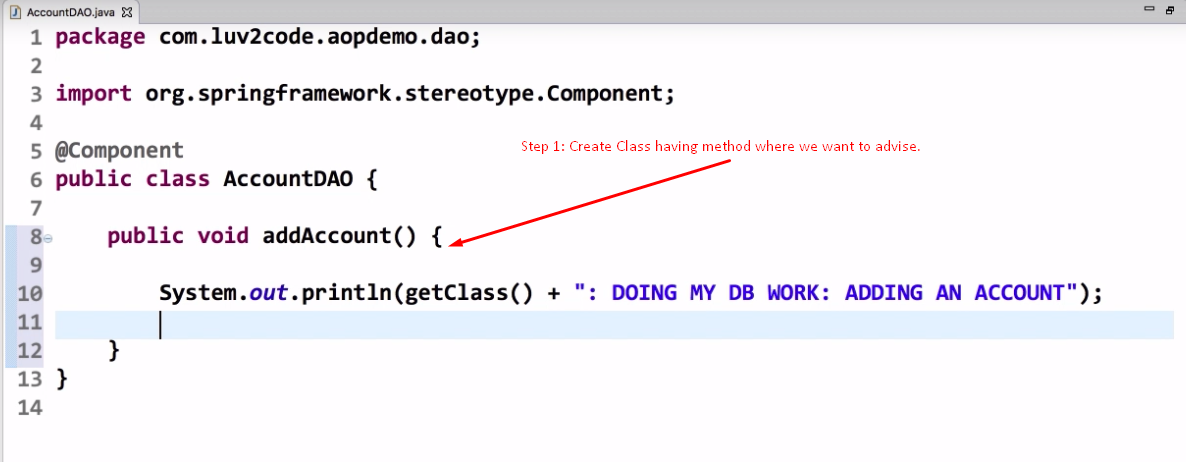 AccountDAO.java
1 package com.luv2code.aopdemo.dao;
2
3 import org.springframework.stereotype.Component;
4
5 @Component
Step 1: Create Class having method where we want to advise.
6 public class AccountDAO {
7
8 public void addAccount() {
9
10 System.out.println(getClass() + ": DOING MY DB WORK: ADDING AN ACCOUNT");
11
12 }
13 }
14